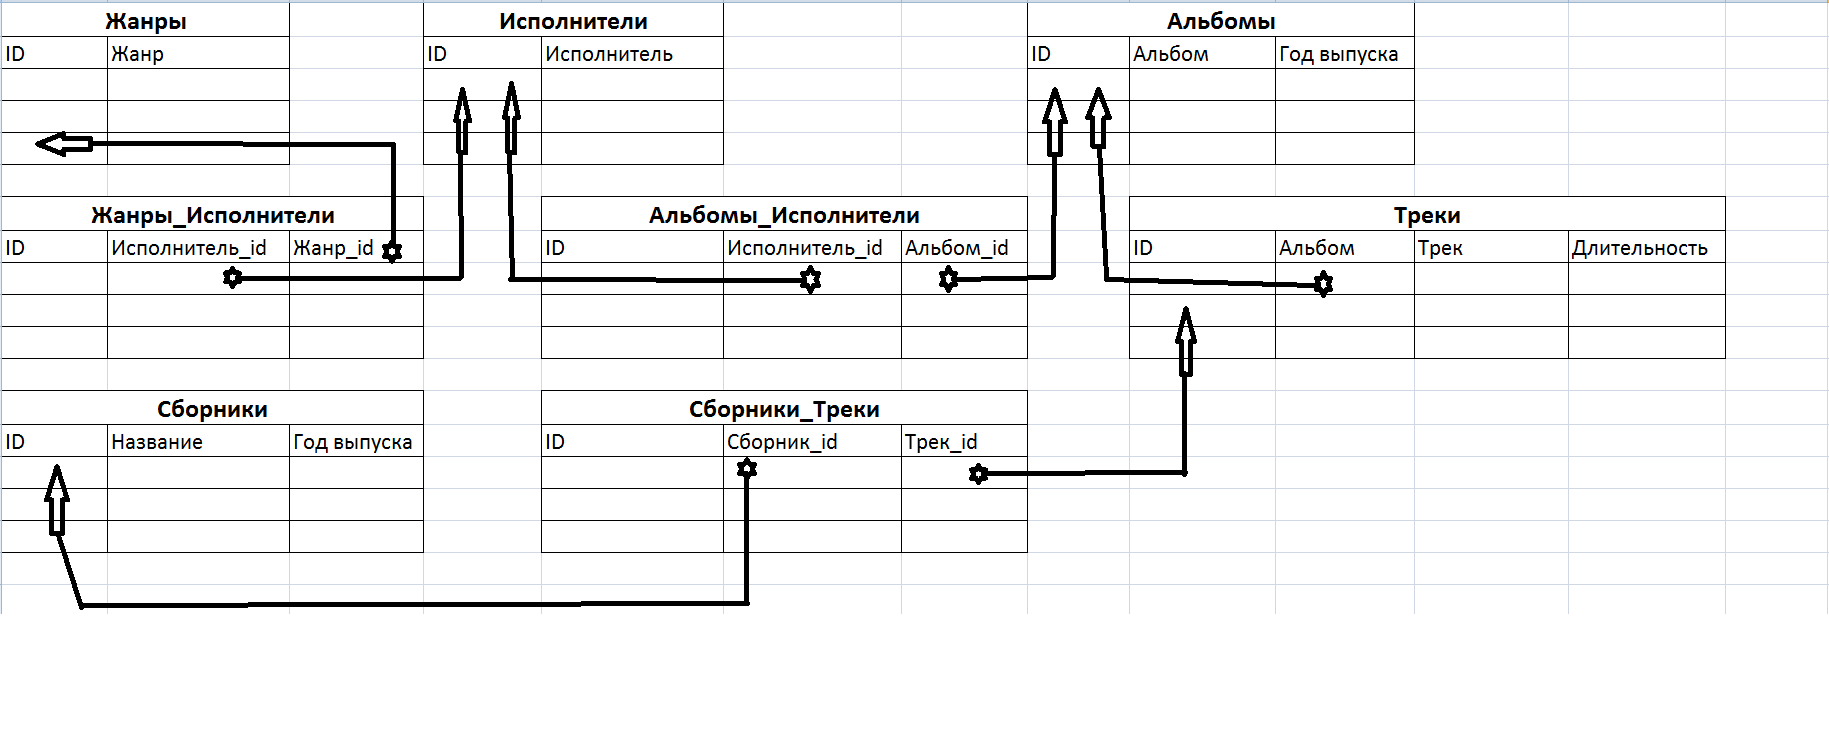 Жанры Исполнители Альбомы
ID Жанр ID Исполнитель ID Альбом Год выпуска
Жанры_Исполнители Альбомы_Исполнители Треки
ID Исполнитель_id Жанр_id ID Исполнитель_id Альбом_id ID Альбом Трек Длительность
Сборники Сборники_Треки
ID Название Год выпуска ID Сборник_id Трек_id